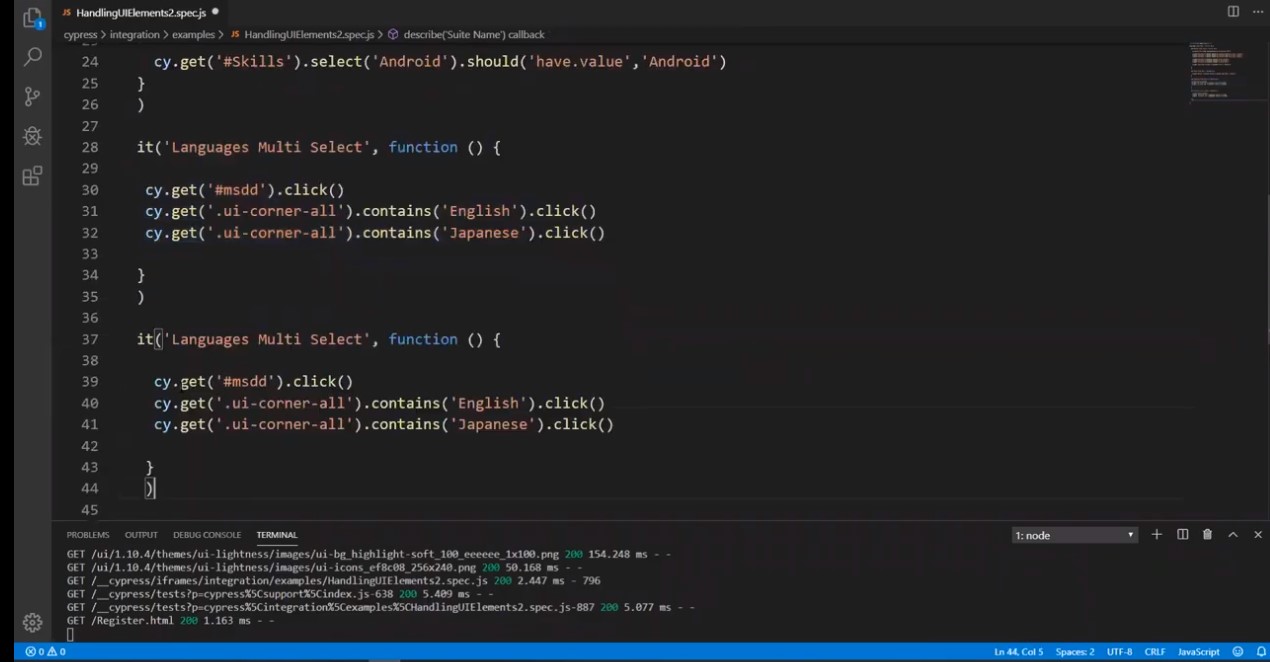 1
JS HandlingUIElements2.spec.js ●
cypress > integration > examples > JS HandlingUIElements2.spec.js > describe('Suite Name') callback
24 cy.get('#Skills').select('Android').should('have.value','Android')
25 }
26 )
27
28 it('Languages Multi Select', function () {
29
30 cy.get('#msdd').click()
31 cy.get('.ui-corner-all').contains('English').click()
32 cy.get('.ui-corner-all').contains('Japanese').click()
33
34 }
35 )
36
37 it('Languages Multi Select', function () {
38
39 cy.get('#msdd').click()
40 cy.get('.ui-corner-all').contains('English').click()
41 cy.get('.ui-corner-all').contains('Japanese').click()
42
43 }
44 )
45
PROBLEMS OUTPUT DEBUG CONSOLE TERMINAL 1: node
GET /ui/1.10.4/themes/ui-lightness/images/ui-bg_highlight-soft_100_eeeeee_1x100.png 200 154.248 ms - -
GET /ui/1.10.4/themes/ui-lightness/images/ui-icons_ef8c08_256x240.png 200 50.168 ms - -
GET /__cypress/iframes/integration/examples/HandlingUIElements2.spec.js 200 2.447 ms - 796
GET /__cypress/tests?p=cypress%5Csupport%5Cindex.js-638 200 5.409 ms - -
GET /__cypress/tests?p=cypress%5Cintegration%5Cexamples%5CHandlingUIElements2.spec.js-887 200 5.077 ms - -
GET /Register.html 200 1.163 ms - -
0 0 Ln 44, Col 5 Spaces: 2 UTF-8 CRLF JavaScript